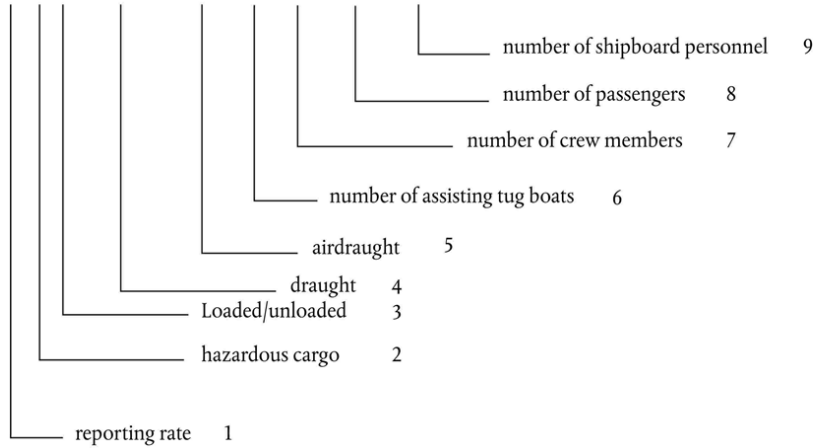 number of shipboard personnel 9
number of passengers 8
number of crew members 7
number of assisting tug boats 6
airdraught 5
draught 4
Loaded/unloaded 3
hazardous cargo 2
reporting rate 1